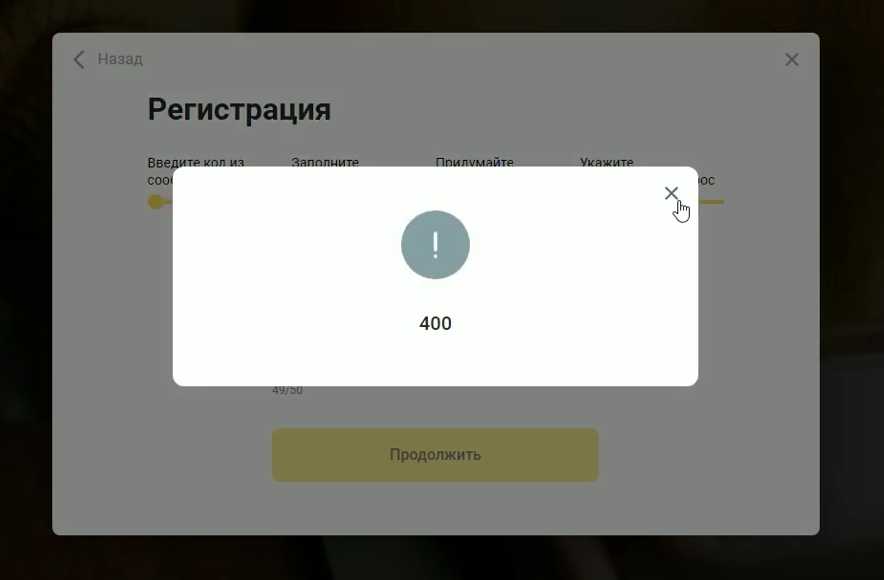 Назад
Регистрация
Введите код из
Заполните
Придумайте
Укажите
400
49/50
Продолжить